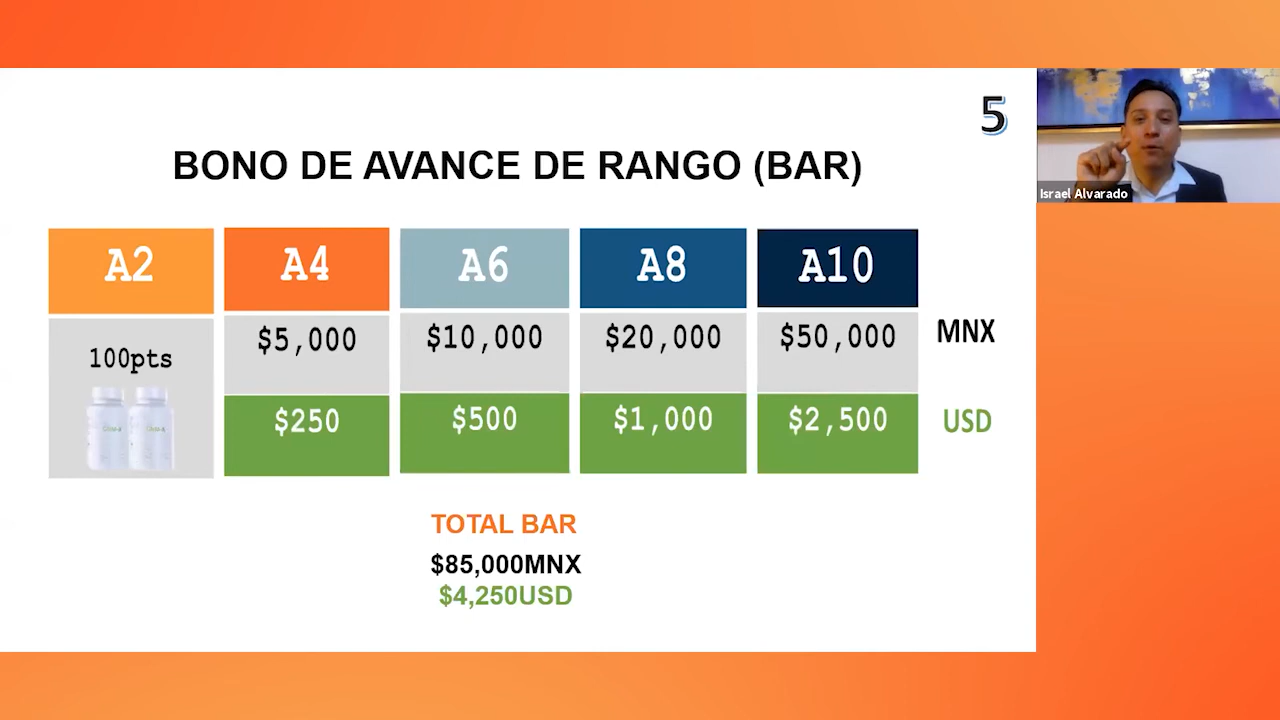 5
Israel Alvarado
BONO DE AVANCE DE RANGO (BAR)
A2 A4 A6 A8 A10
100pts $5,000 $10,000 $20,000 $50,000 MNX
$250 $500 $1,000 $2,500 USD
TOTAL BAR
$85,000MNX
$4,250USD